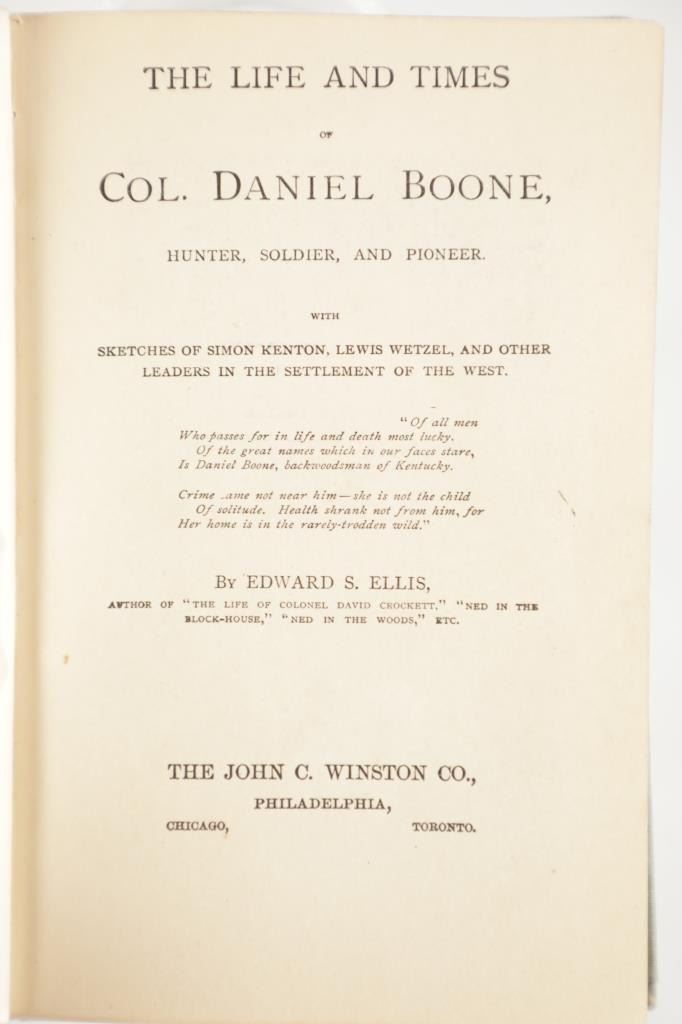 THE LIFE AND TIMES
OF
COL. DANIEL BOONE,
HUNTER, SOLDIER, AND PIONEER.
WITH
SKETCHES OF SIMON KENTON, LEWIS WETZEL, AND OTHER
LEADERS IN THE SETTLEMENT OF THE WEST.
"Of all men
Who passes for in life and death most lucky.
Of the great names which in our faces stare,
Is Daniel Boone, backwoodsman of Kentucky.
Crime ame not near him—she is not the child
Of solitude. Health shrank not from him, for
Her home is in the rarely-trodden wild."
BY EDWARD S. ELLIS,
AUTHOR OF "THE LIFE OF COLONEL DAVID CROCKETT," "NED IN THE
BLOCK-HOUSE," "NED IN THE WOODS," ETC.
THE JOHN C. WINSTON CO.,
PHILADELPHIA,
CHICAGO, TORONTO.